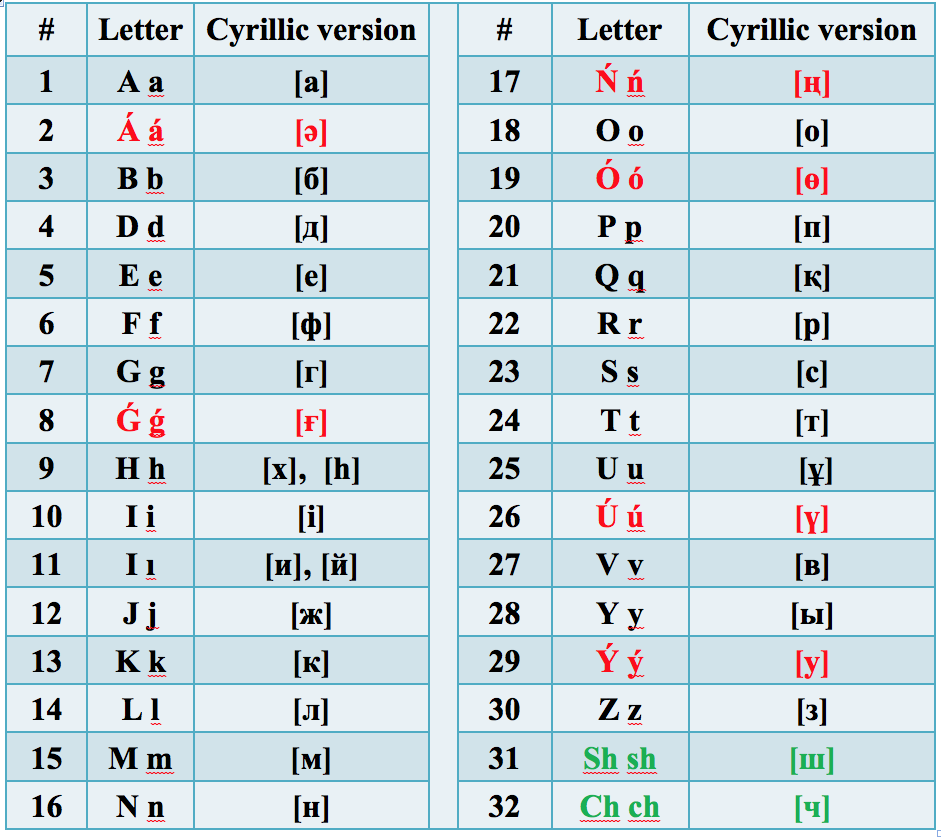 # Letter Cyrillic version # Letter Cyrillic version
1 A a [а] 17 Ń ń [ң]
2 Á á [ә] 18 O o [о]
3 B b [б] 19 Ó ó [ө]
4 D d [д] 20 P p [п]
5 E e [е] 21 Q q [қ]
6 F f [ф] 22 R r [р]
7 G g [г] 23 S s [с]
8 Ǵ ǵ [ғ] 24 T t [т]
9 H h [х], [h] 25 U u [ұ]
10 I i [і] 26 Ú ú [ү]
11 I ı [и], [й] 27 V v [в]
12 J j [ж] 28 Y y [ы]
13 K k [к] 29 Ý ý [у]
14 L l [л] 30 Z z [з]
15 M m [м] 31 Sh sh [ш]
16 N n [н] 32 Ch ch [ч]